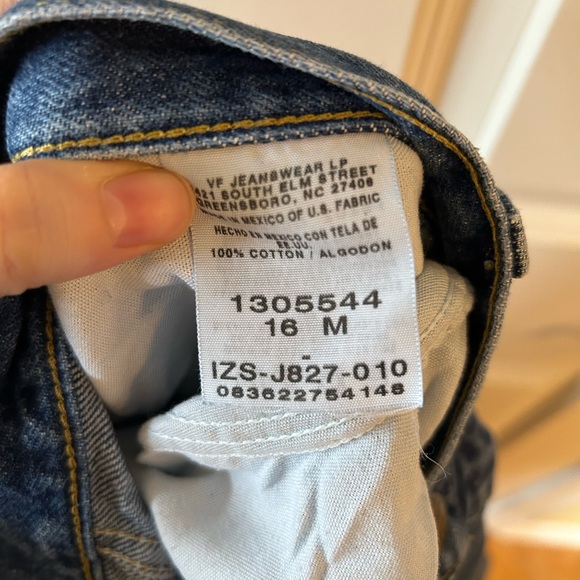 VF JEANSWEAR LP
421 SOUTH ELM STREET
GREENSBORO, NC 27406
IN MEXICO OF U.S. FABRIC
HECHO EN MEXICO CON TELA DE
EE.UU.
100% COTTON / ALGODON
1305544
16 M
-
IZS-J827-010
083622754148